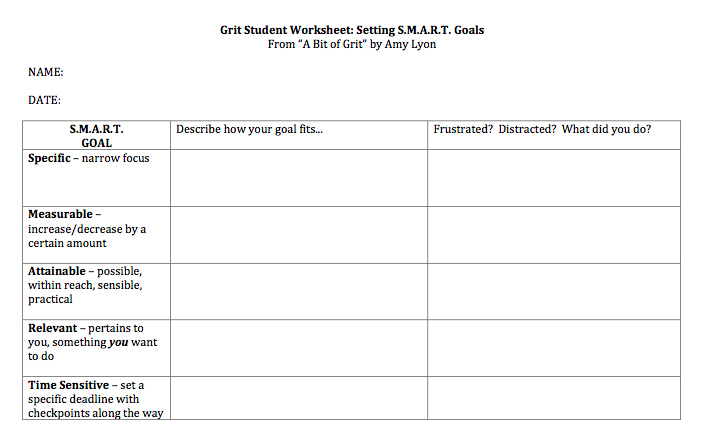 Grit Student Worksheet: Setting S.M.A.R.T. Goals
From "A Bit of Grit" by Amy Lyon
NAME:
DATE:
S.M.A.R.T.
GOAL
Describe how your goal fits...
Frustrated? Distracted? What did you do?
Specific – narrow focus
Measurable –
increase/decrease by a
certain amount
Attainable – possible,
within reach, sensible,
practical
Relevant – pertains to
you, something you want
to do
Time Sensitive – set a
specific deadline with
checkpoints along the way